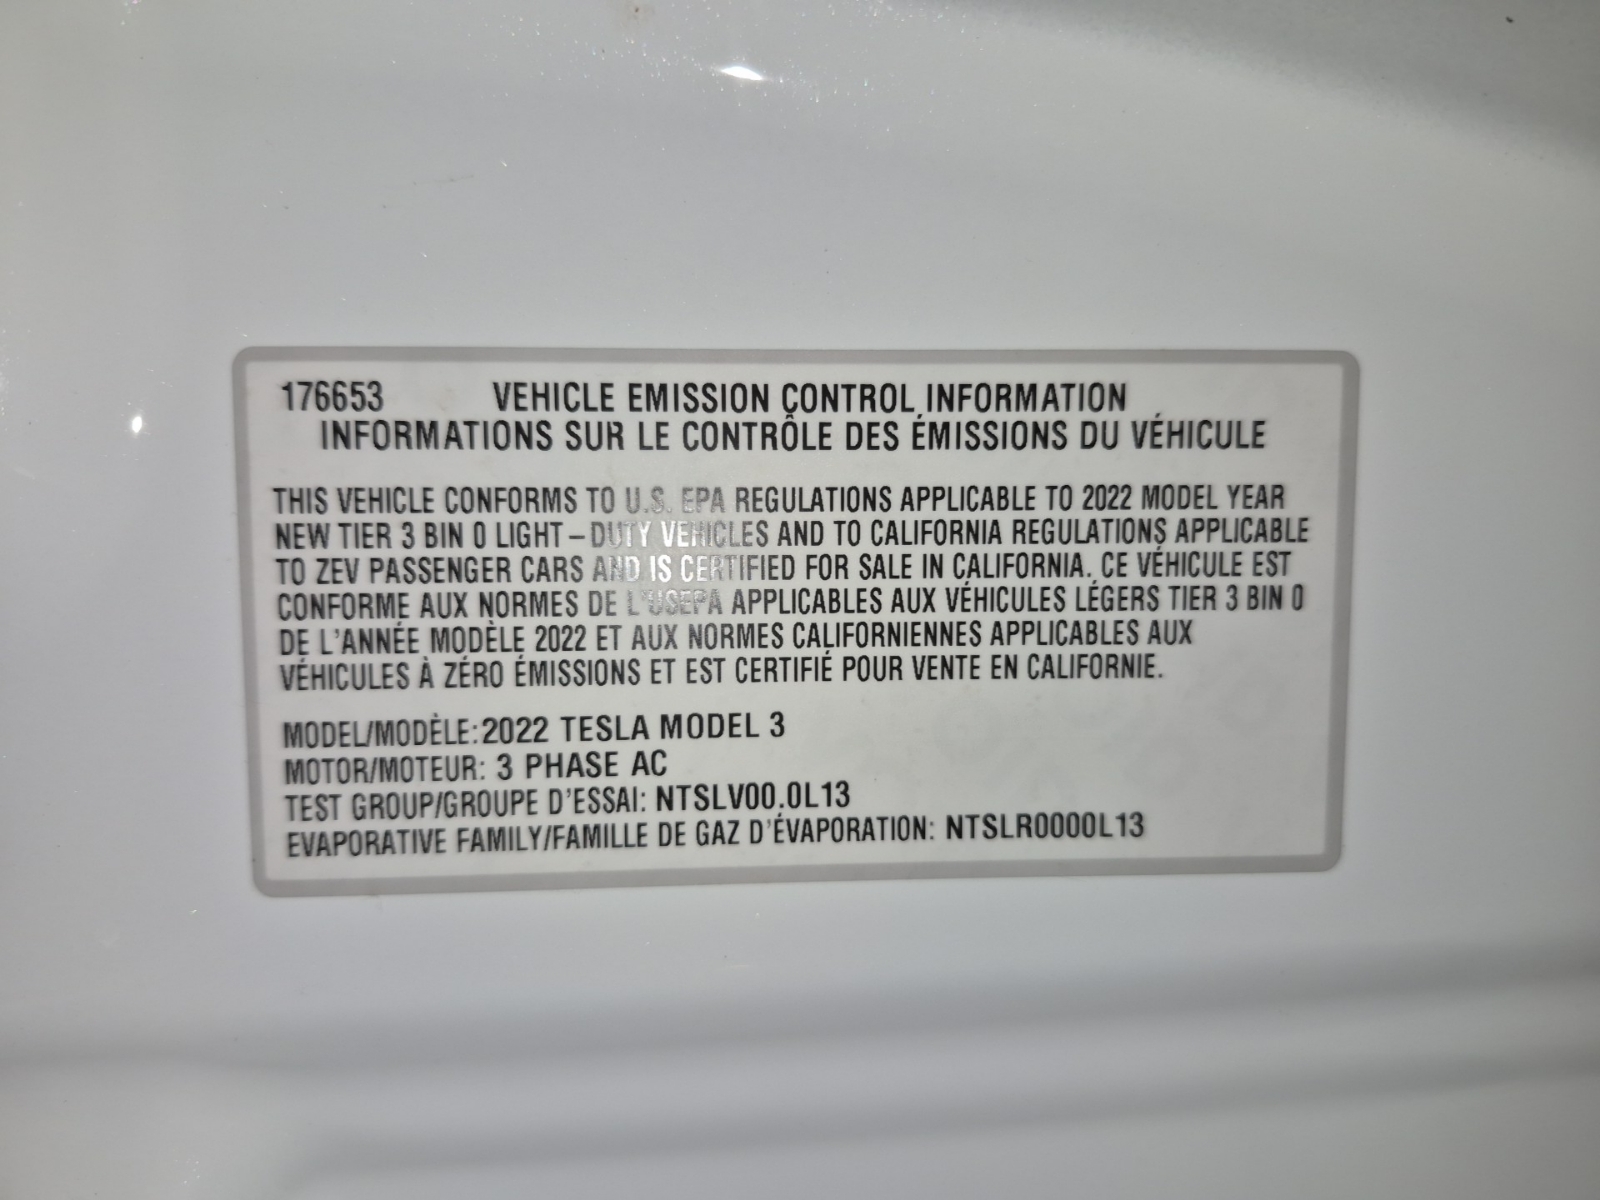 176653 VEHICLE EMISSION CONTROL INFORMATION
INFORMATIONS SUR LE CONTRÔLE DES ÉMISSIONS DU VÉHICULE
THIS VEHICLE CONFORMS TO U.S. EPA REGULATIONS APPLICABLE TO 2022 MODEL YEAR
NEW TIER 3 BIN 0 LIGHT-DUTY VEHICLES AND TO CALIFORNIA REGULATIONS APPLICABLE
TO ZEV PASSENGER CARS AND IS CERTIFIED FOR SALE IN CALIFORNIA. CE VÉHICULE EST
CONFORME AUX NORMES DE L'USEPA APPLICABLES AUX VÉHICULES LÉGERS TIER 3 BIN 0
DE L'ANNÉE MODÈLE 2022 ET AUX NORMES CALIFORNIENNES APPLICABLES AUX
VÉHICULES À ZÉRO ÉMISSIONS ET EST CERTIFIÉ POUR VENTE EN CALIFORNIE.
MODEL/MODÈLE: 2022 TESLA MODEL 3
MOTOR/MOTEUR: 3 PHASE AC
TEST GROUP/GROUPE D'ESSAI: NTSLV00.0L13
EVAPORATIVE FAMILY/FAMILLE DE GAZ D'ÉVAPORATION: NTSLR0000L13